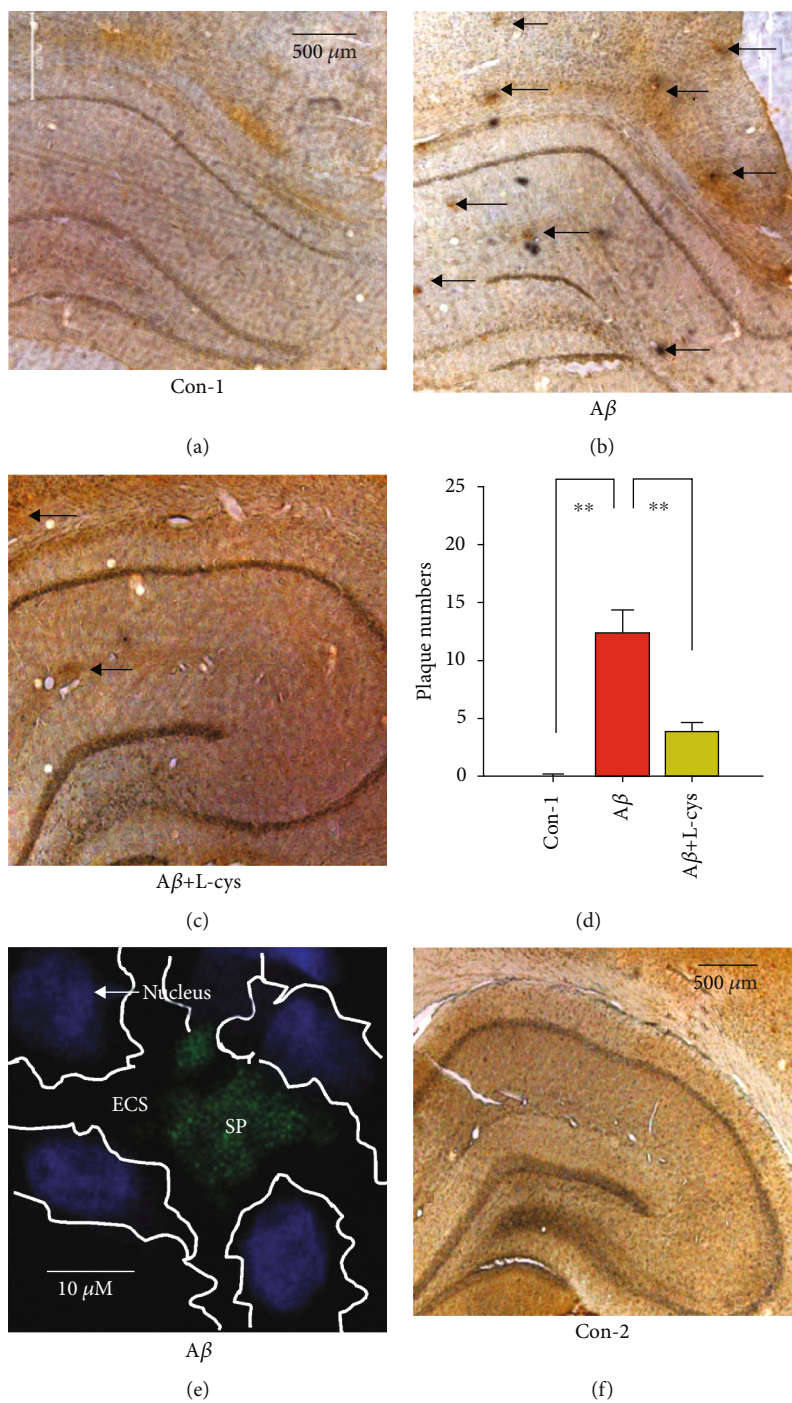 500 μm
Con-1
(a)
Aβ
(b)
Aβ+L-cys
(c)
25
20
15
10
5
0
Plaque numbers
**
**
Con-1
Aβ
Aβ+L-cys
(d)
Nucleus
ECS
SP
10 μM
Aβ
(e)
500 μm
Con-2
(f)